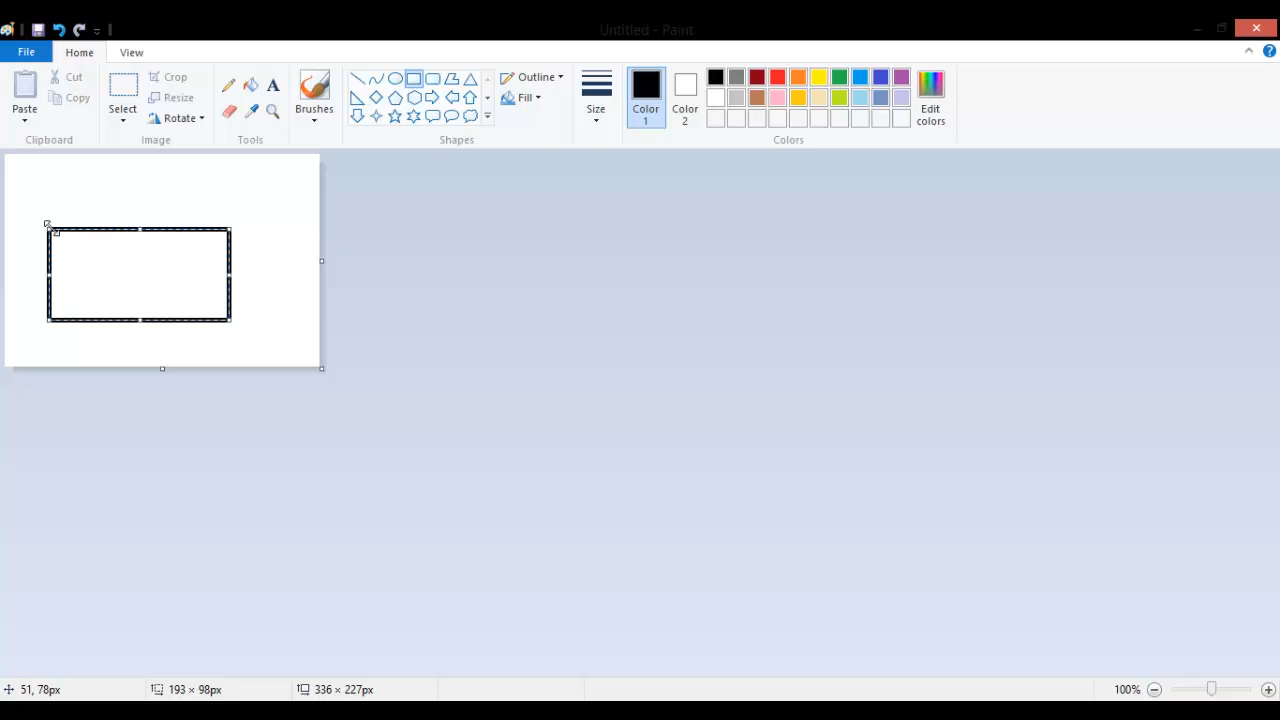 Untitled - Paint
File Home View
Cut Crop Outline
Copy Resize Fill
Paste Select Rotate Brushes Size Color 1 Color 2 Edit colors
Clipboard Image Tools Shapes Colors
51, 78px 193 × 98px 336 × 227px 100%